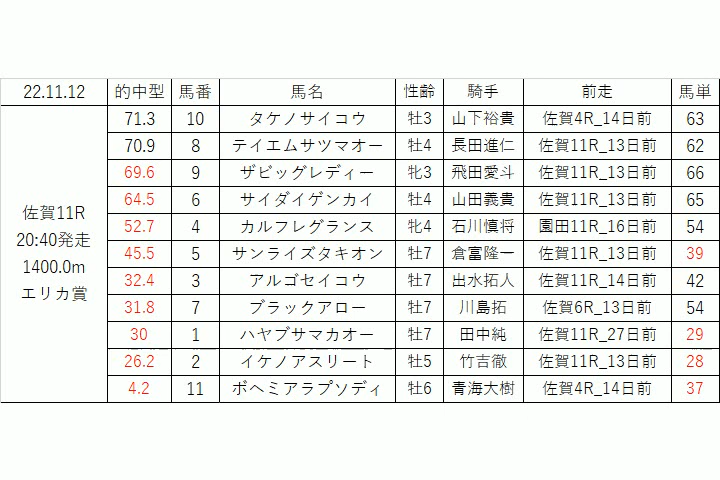 22.11.12 的中型 馬番 馬名 性齢 騎手 前走 馬単
佐賀11R
20:40発走
1400.0m
エリカ賞
71.3 10 タケノサイコウ 牡3 山下裕貴 佐賀4R_14日前 63
70.9 8 テイエムサツマオー 牡4 長田進仁 佐賀11R_13日前 62
69.6 9 ザビッグレディー 牝3 飛田愛斗 佐賀11R_13日前 66
64.5 6 サイダイゲンカイ 牡4 山田義貴 佐賀11R_13日前 65
52.7 4 カルフレグランス 牝4 石川慎将 園田11R_16日前 54
45.5 5 サンライズタキオン 牡7 倉富隆一 佐賀11R_13日前 39
32.4 3 アルゴセイコウ 牡7 出水拓人 佐賀11R_14日前 42
31.8 7 ブラックアロー 牡7 川島拓 佐賀6R_13日前 54
30 1 ハヤブサマカオー 牡7 田中純 佐賀11R_27日前 29
26.2 2 イケノアスリート 牡5 竹吉徹 佐賀11R_13日前 28
4.2 11 ボヘミアラプソディ 牡6 青海大樹 佐賀4R_14日前 37